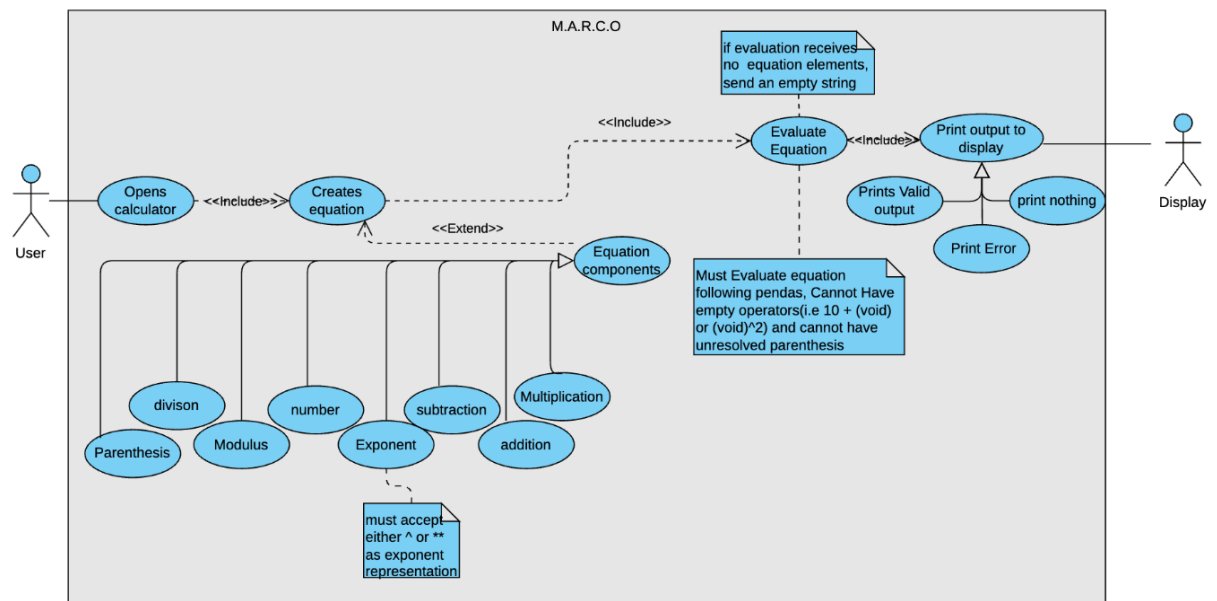 M.A.R.C.O
if evaluation receives
no equation elements,
send an empty string
<<Include>>
Evaluate
Equation
<<Include>>
Print output to
display
Opens
calculator
<<Include>>
Creates
equation
Prints Valid
output
print nothing
Print Error
User
Display
<<Extend>>
Equation
components
Must Evaluate equation
following pendas, Cannot Have
empty operators(i.e 10 + (void)
or (void)^2) and cannot have
unresolved parenthesis
Parenthesis
divison
Modulus
number
Exponent
subtraction
addition
Multiplication
must accept
either ^ or **
as exponent
representation